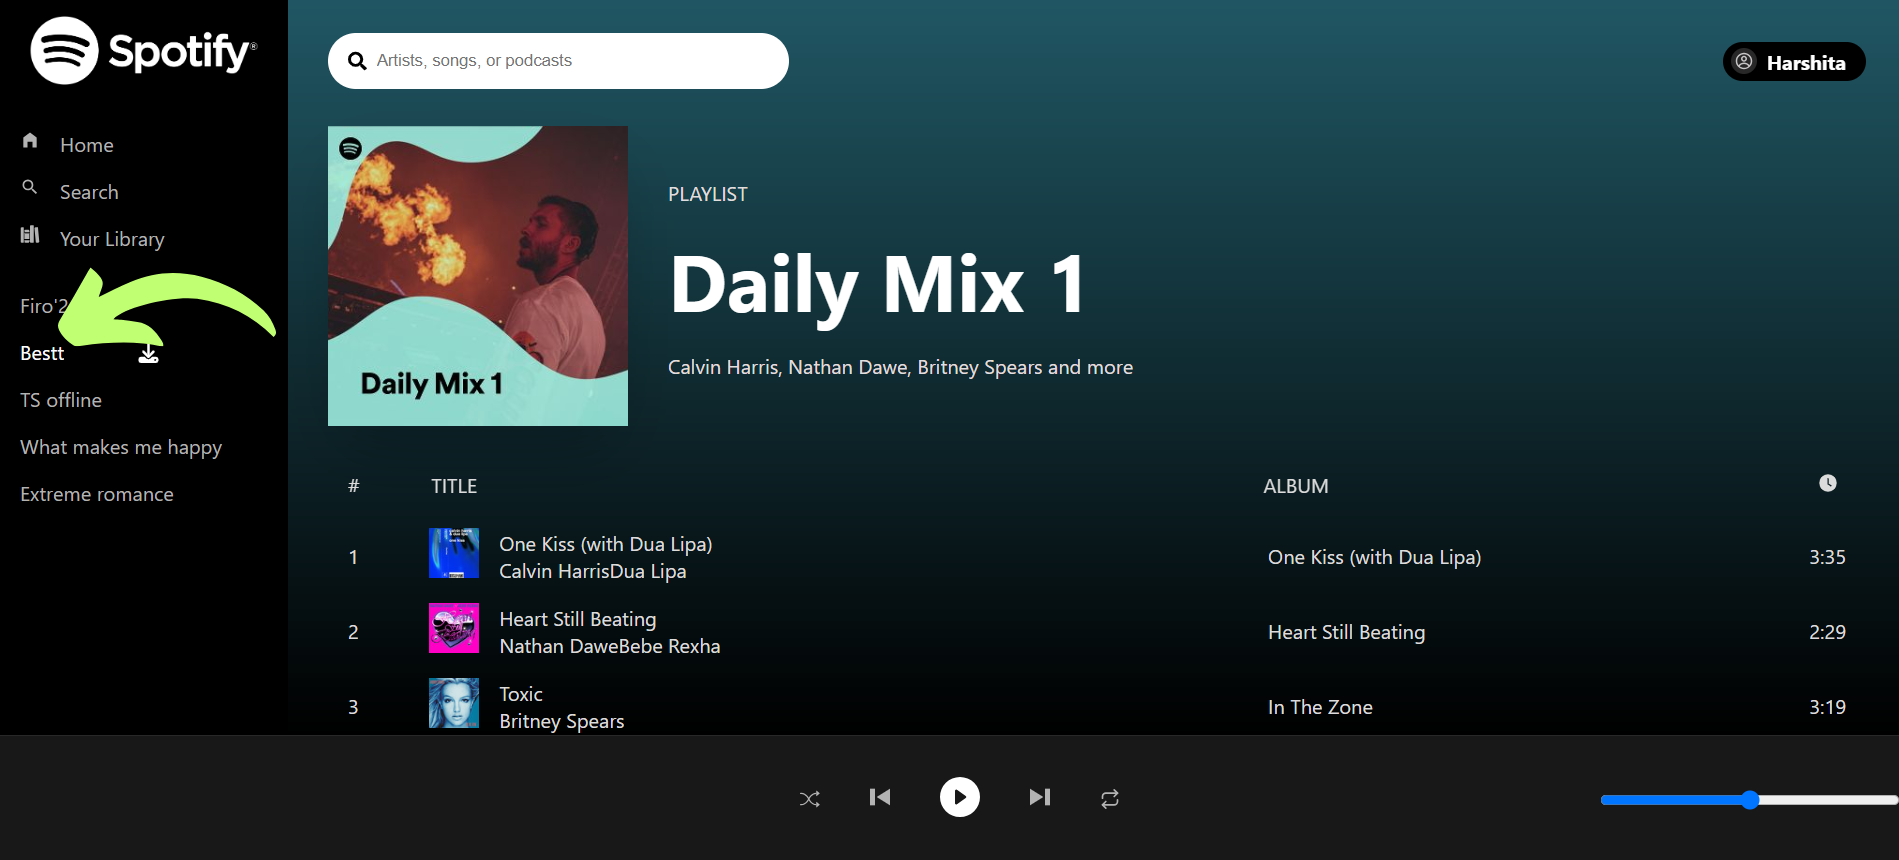 Spotify®
Home
Search
Your Library
Firo'2
Bestt
TS offline
What makes me happy
Extreme romance
Artists, songs, or podcasts
Harshita
Daily Mix 1
PLAYLIST
Daily Mix 1
Calvin Harris, Nathan Dawe, Britney Spears and more
# TITLE ALBUM
1 One Kiss (with Dua Lipa) One Kiss (with Dua Lipa) 3:35
Calvin HarrisDua Lipa
2 Heart Still Beating Heart Still Beating 2:29
Nathan DaweBebe Rexha
3 Toxic In The Zone 3:19
Britney Spears